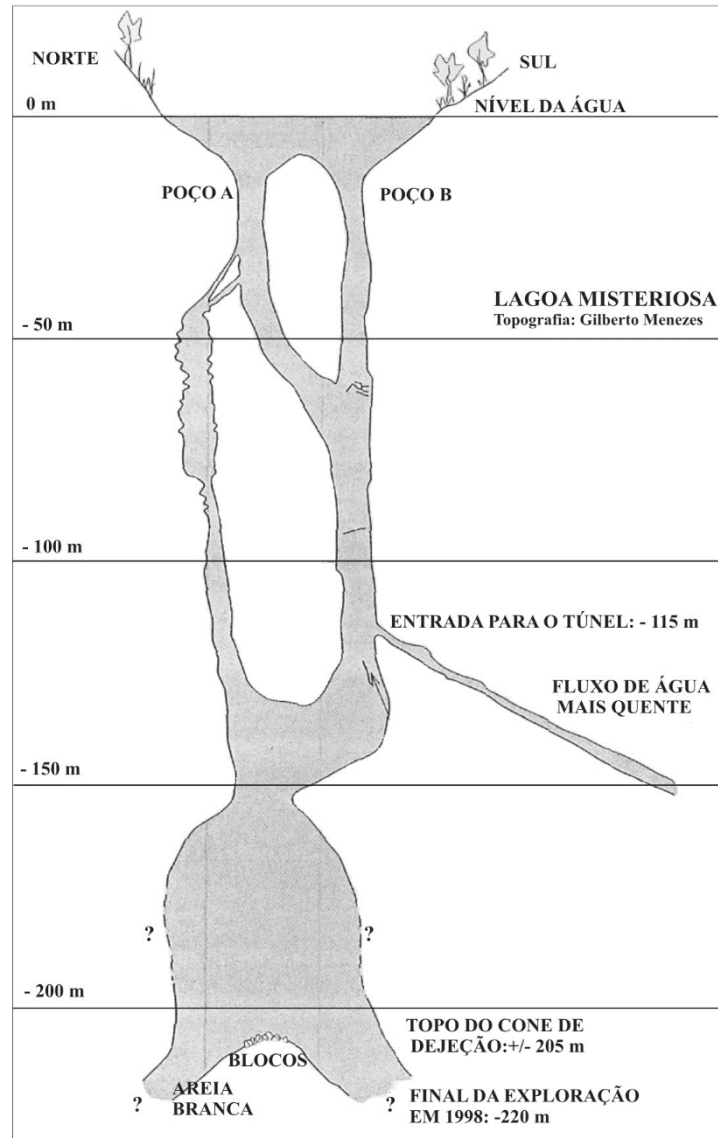 NORTE
SUL
0 m
NÍVEL DA ÁGUA
POÇO A
POÇO B
LAGOA MISTERIOSA
Topografia: Gilberto Menezes
- 50 m
- 100 m
ENTRADA PARA O TÚNEL: - 115 m
FLUXO DE ÁGUA
MAIS QUENTE
- 150 m
?
?
- 200 m
TOPO DO CONE DE
DEJEÇÃO:+/- 205 m
BLOCOS
AREIA
BRANCA
?
?
FINAL DA EXPLORAÇÃO
EM 1998: -220 m